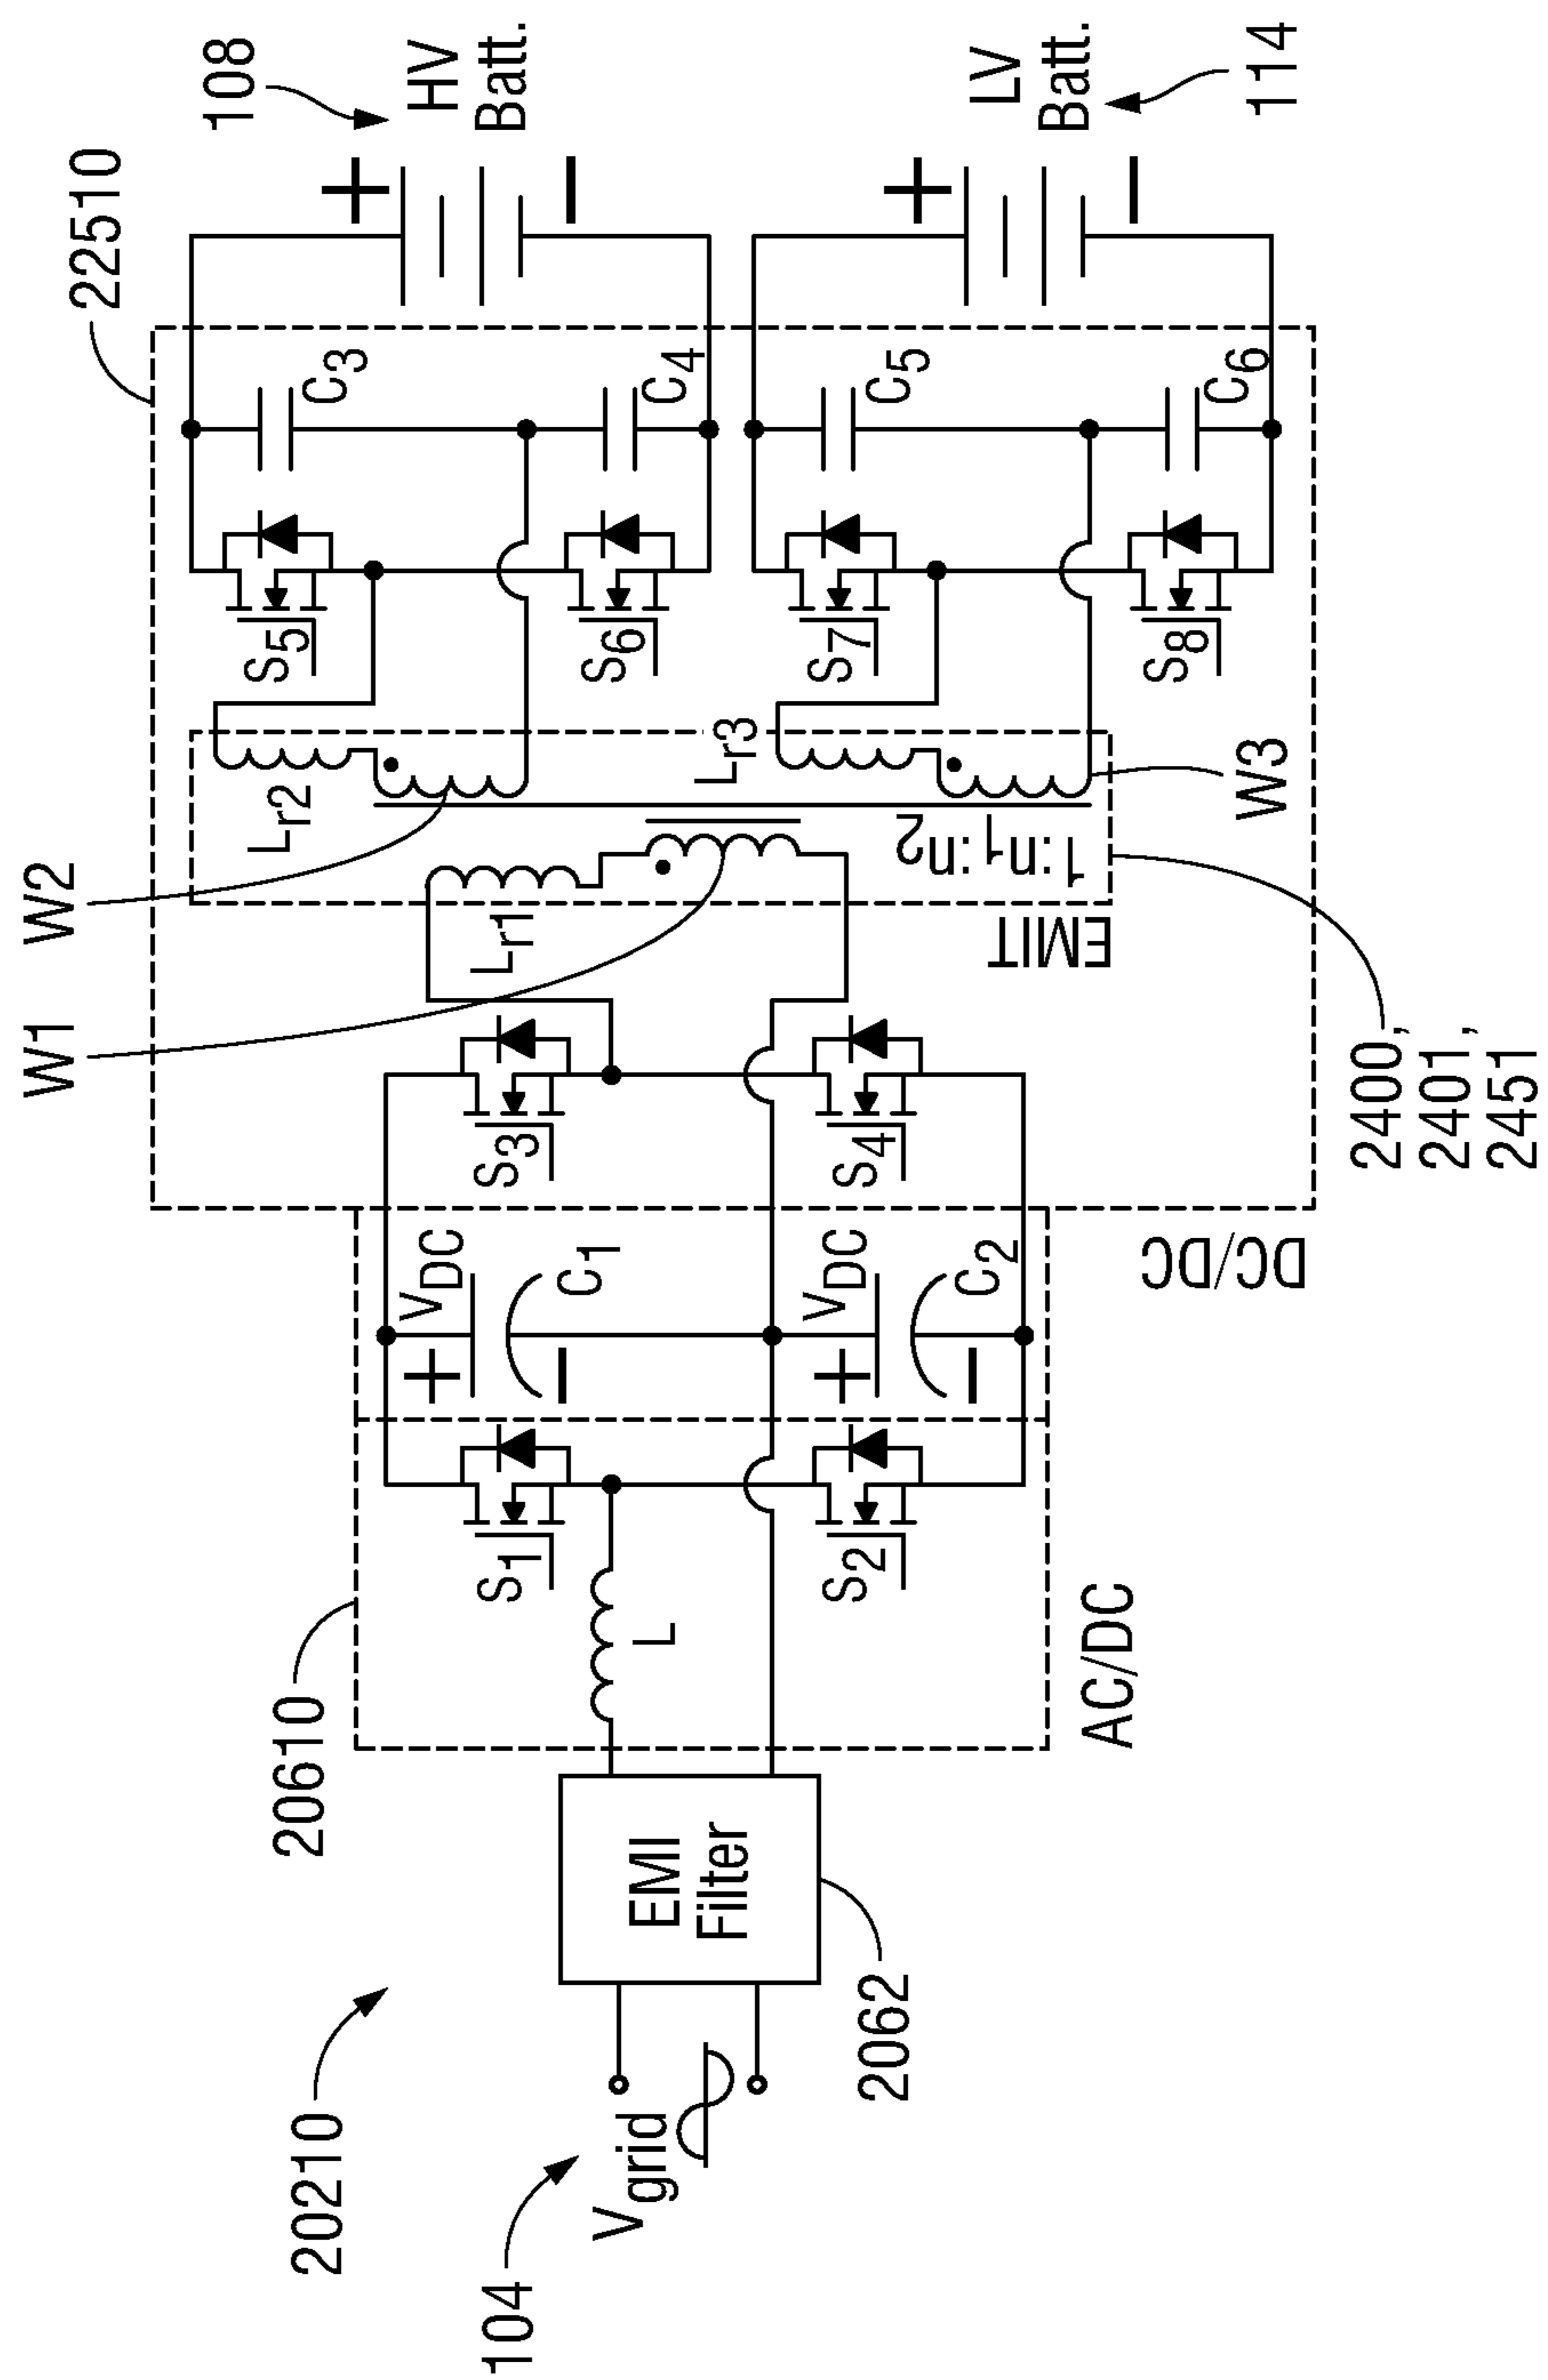 20210
104
Vgrid
EMI
Filter
2062
20610
L
S1
S2
AC/DC
VDC
C1
VDC
C2
DC/DC
S3
S4
W1
W2
Lr1
Lr2
Lr3
1:n1:n2
EMIT
W3
2400,
2401,
2451
S5
S6
S7
S8
C3
C4
C5
C6
22510
108
HV
Batt.
LV
Batt.
114